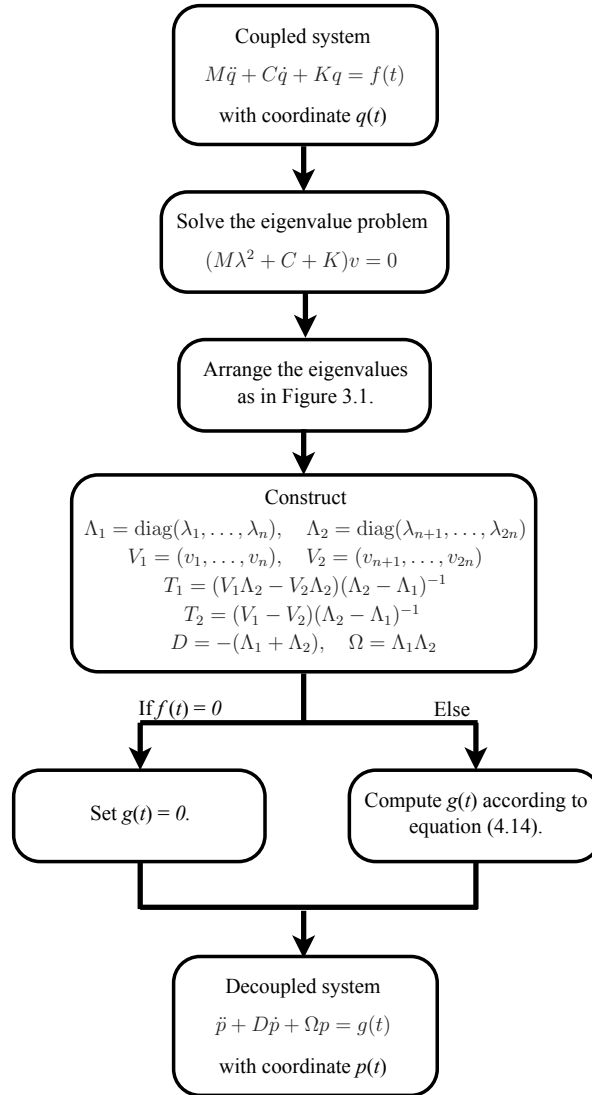 Coupled system
Mq̈ + Cq̇ + Kq = f(t)
with coordinate q(t)
Solve the eigenvalue problem
(Mλ² + C + K)v = 0
Arrange the eigenvalues
as in Figure 3.1.
Construct
Λ₁ = diag(λ₁, . . . , λₙ), Λ₂ = diag(λₙ₊₁, . . . , λ₂ₙ)
V₁ = (v₁, . . . , vₙ), V₂ = (vₙ₊₁, . . . , v₂ₙ)
T₁ = (V₁Λ₂ − V₂Λ₂)(Λ₂ − Λ₁)⁻¹
T₂ = (V₁ − V₂)(Λ₂ − Λ₁)⁻¹
D = −(Λ₁ + Λ₂), Ω = Λ₁Λ₂
If f(t) = 0
Else
Set g(t) = 0.
Compute g(t) according to
equation (4.14).
Decoupled system
p̈ + Dṗ + Ωp = g(t)
with coordinate p(t)